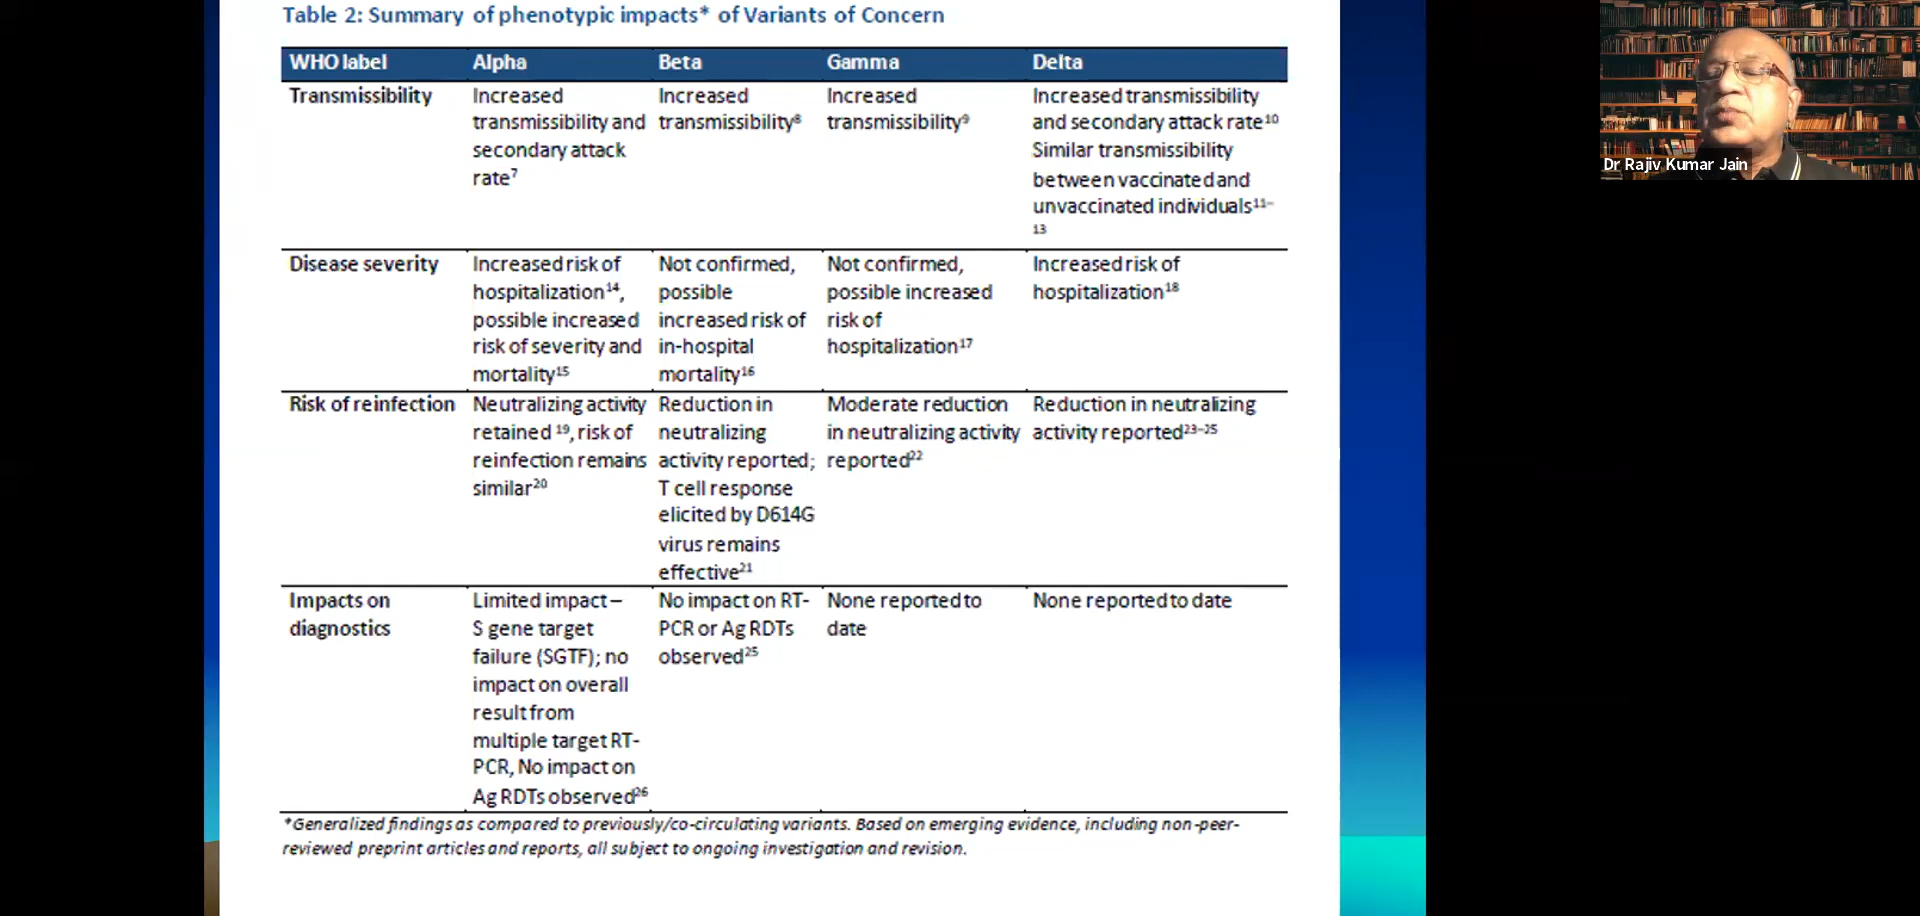 Table 2: Summary of phenotypic impacts* of Variants of Concern
WHO label Alpha Beta Gamma Delta
Transmissibility
Increased
transmissibility and
secondary attack
rate⁷
Increased
transmissibility⁸
Increased
transmissibility⁹
Increased transmissibility
and secondary attack rate¹⁰
Similar transmissibility
between vaccinated and
unvaccinated individuals¹¹⁻
¹³
Disease severity
Increased risk of
hospitalization¹⁴,
possible increased
risk of severity and
mortality¹⁵
Not confirmed,
possible
increased risk of
in-hospital
mortality¹⁶
Not confirmed,
possible increased
risk of
hospitalization¹⁷
Increased risk of
hospitalization¹⁸
Risk of reinfection
Neutralizing activity
retained ¹⁹, risk of
reinfection remains
similar²⁰
Reduction in
neutralizing
activity reported;
T cell response
elicited by D614G
virus remains
effective²¹
Moderate reduction
in neutralizing activity
reported²²
Reduction in neutralizing
activity reported²³⁻²⁵
Impacts on
diagnostics
Limited impact –
S gene target
failure (SGTF); no
impact on overall
result from
multiple target RT-
PCR, No impact on
Ag RDTs observed²⁶
No impact on RT-
PCR or Ag RDTs
observed²⁵
None reported to
date
None reported to date
*Generalized findings as compared to previously/co-circulating variants. Based on emerging evidence, including non-peer-
reviewed preprint articles and reports, all subject to ongoing investigation and revision.
Dr Rajiv Kumar Jain